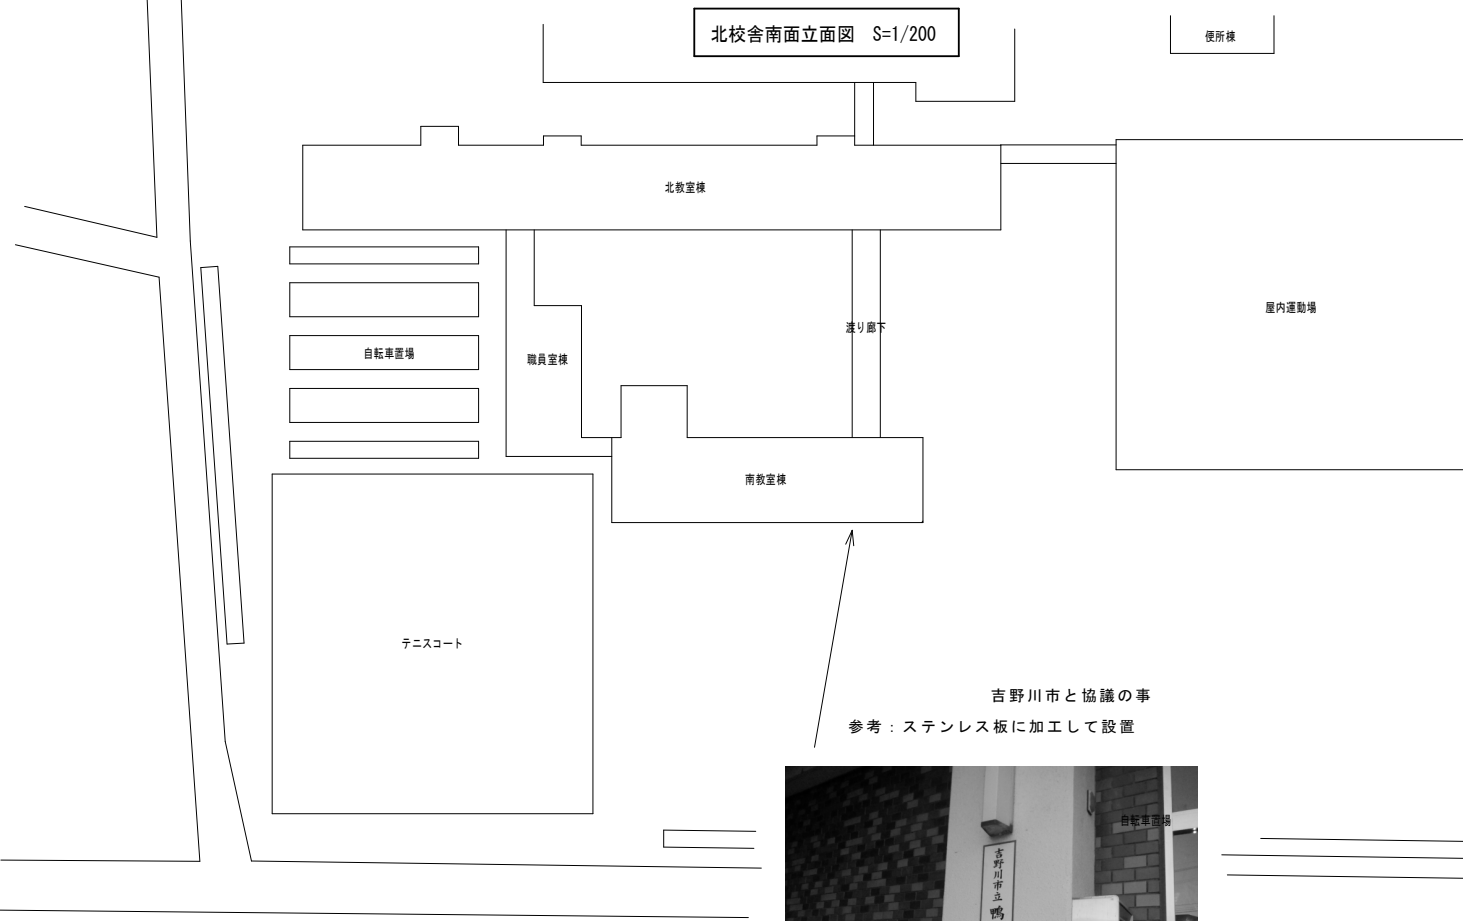 北校舎南面立面図 S=1/200
便所棟
北教室棟
屋内運動場
渡り廊下
自転車置場
職員室棟
南教室棟
テニスコート
吉野川市と協議の事
参考：ステンレス板に加工して設置
自転車置場
吉野川市立 鴨